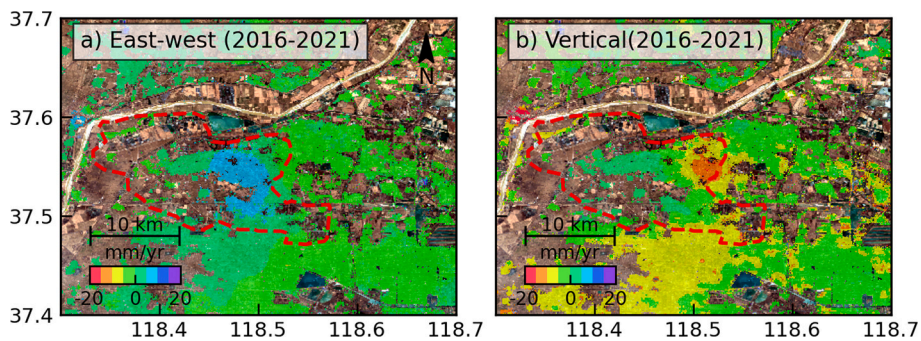 a) East-west (2016-2021)
N
10 km
mm/yr
-20 0 20
37.7
37.6
37.5
37.4
118.4 118.5 118.6 118.7
b) Vertical(2016-2021)
10 km
mm/yr
-20 0 20
118.4 118.5 118.6 118.7